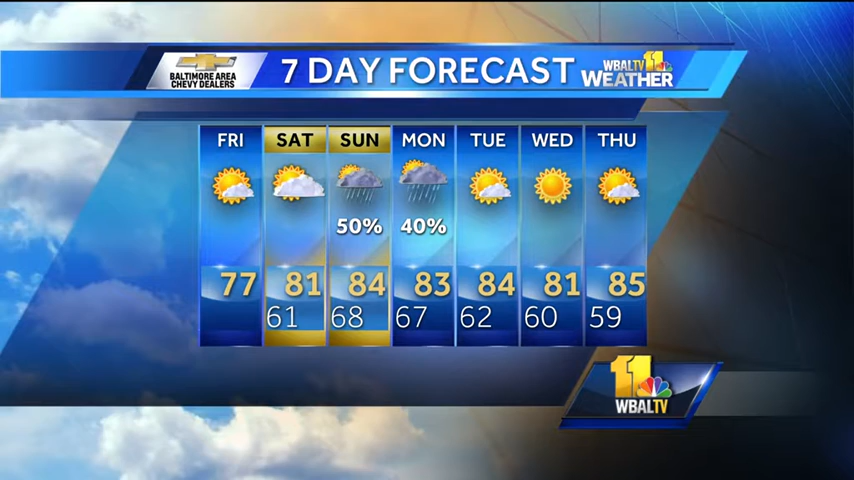 BALTIMORE AREA
CHEVY DEALERS
7 DAY FORECAST
WBALTV 11
WEATHER
FRI SAT SUN MON TUE WED THU
50% 40%
77 81 84 83 84 81 85
61 68 67 62 60 59
11
WBALTV